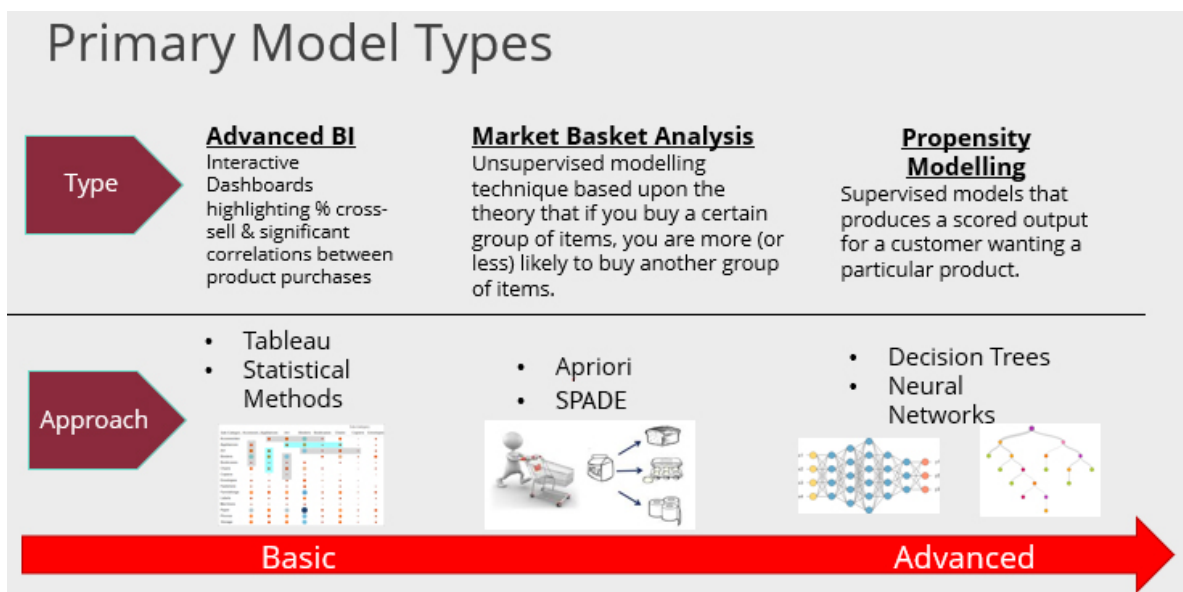 Primary Model Types
Type
Advanced BI
Interactive
Dashboards
highlighting % cross-
sell & significant
correlations between
product purchases
Market Basket Analysis
Unsupervised modelling
technique based upon the
theory that if you buy a certain
group of items, you are more (or
less) likely to buy another group
of items.
Propensity
Modelling
Supervised models that
produces a scored output
for a customer wanting a
particular product.
Approach
• Tableau
• Statistical
Methods
• Apriori
• SPADE
• Decision Trees
• Neural
Networks
Basic
Advanced